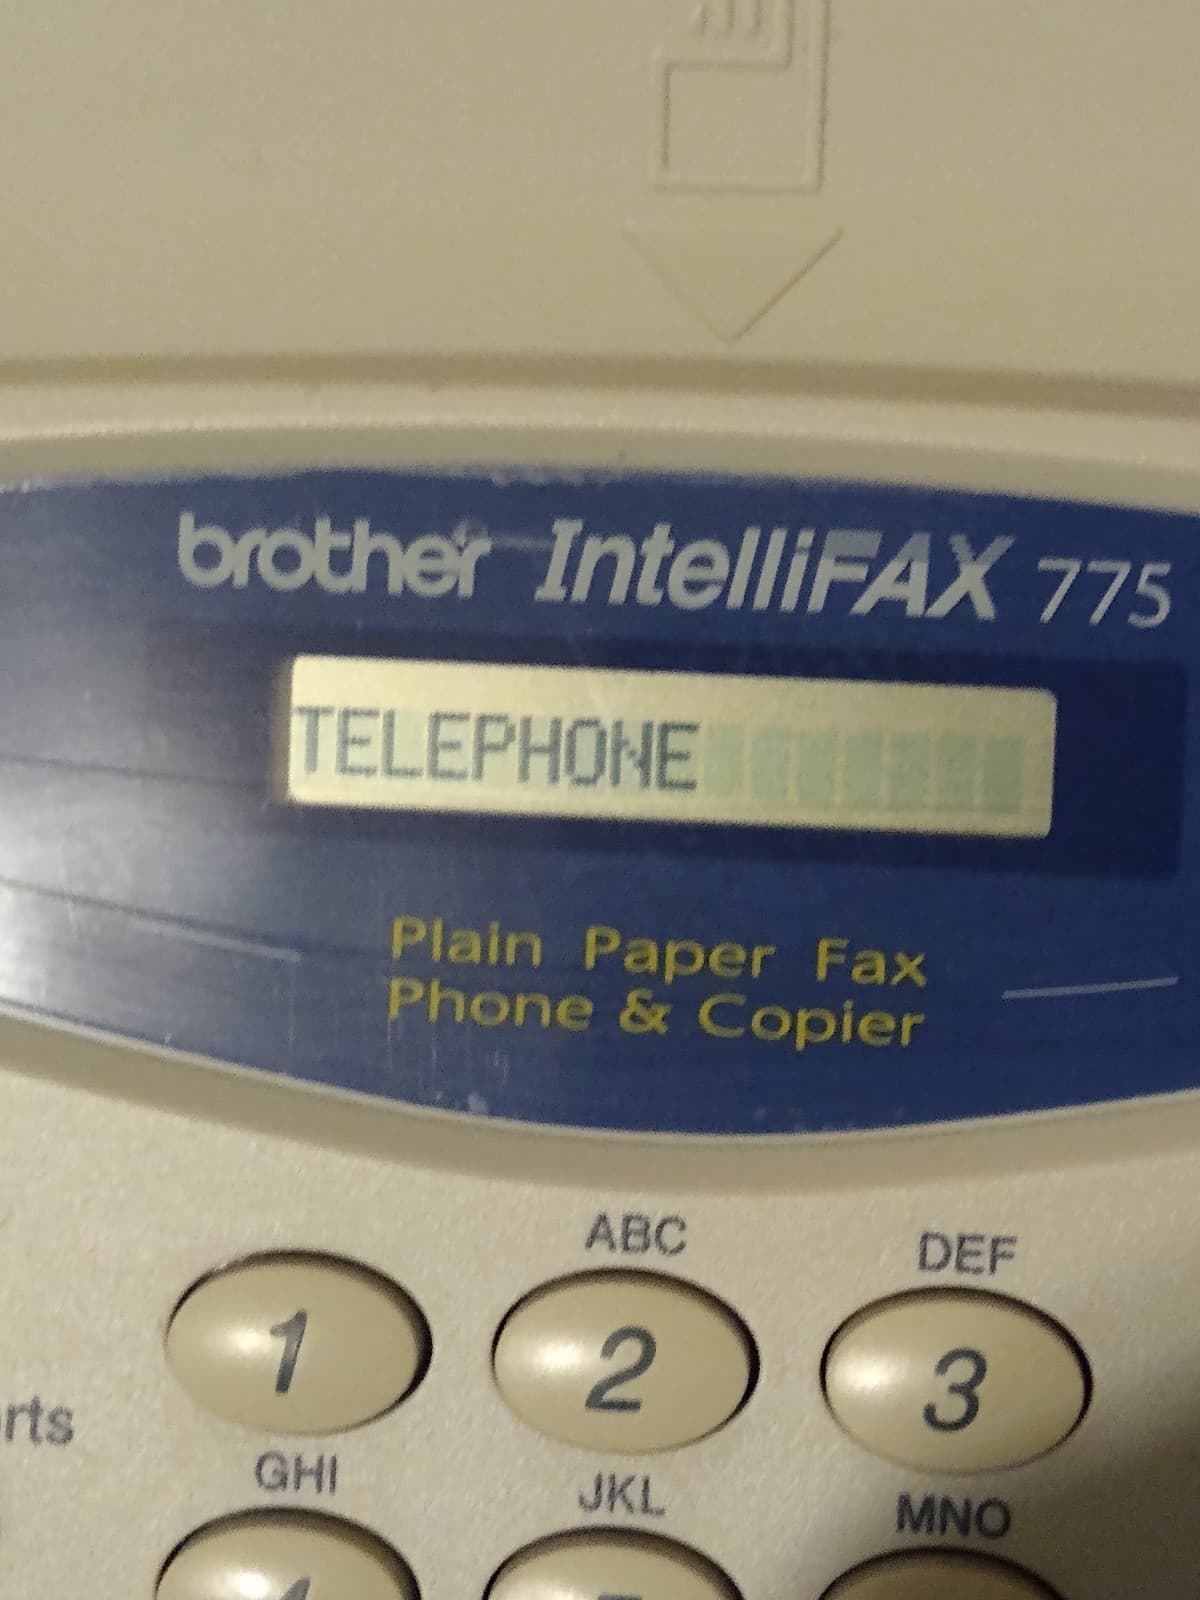 brother IntelliFAX 775
TELEPHONE
Plain Paper Fax
Phone & Copier
ABC DEF
1 2 3
rts
GHI JKL MNO